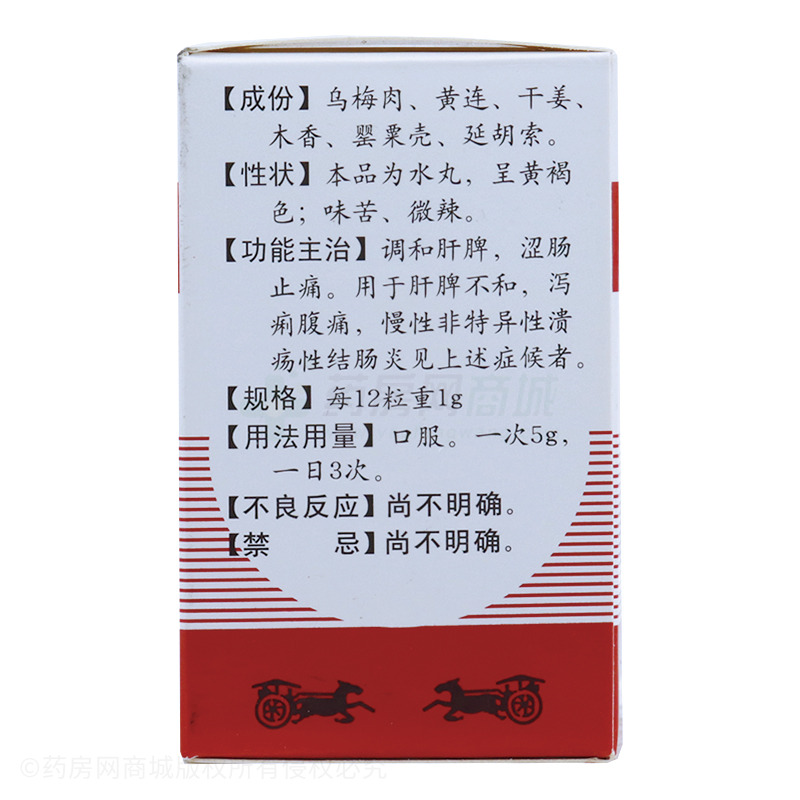 【成份】乌梅肉、黄连、干姜、
木香、罂粟壳、延胡索。
【性状】本品为水丸，呈黄褐
色；味苦、微辣。
【功能主治】调和肝脾，涩肠
止痛。用于肝脾不和，泻
痢腹痛，慢性非特异性溃
疡性结肠炎见上述症候者。
【规格】每12粒重1g
药房网商城
【用法用量】口服。一次5g，
一日3次。
【不良反应】尚不明确。
【禁　　忌】尚不明确。
©药房网商城版权所有侵权必究